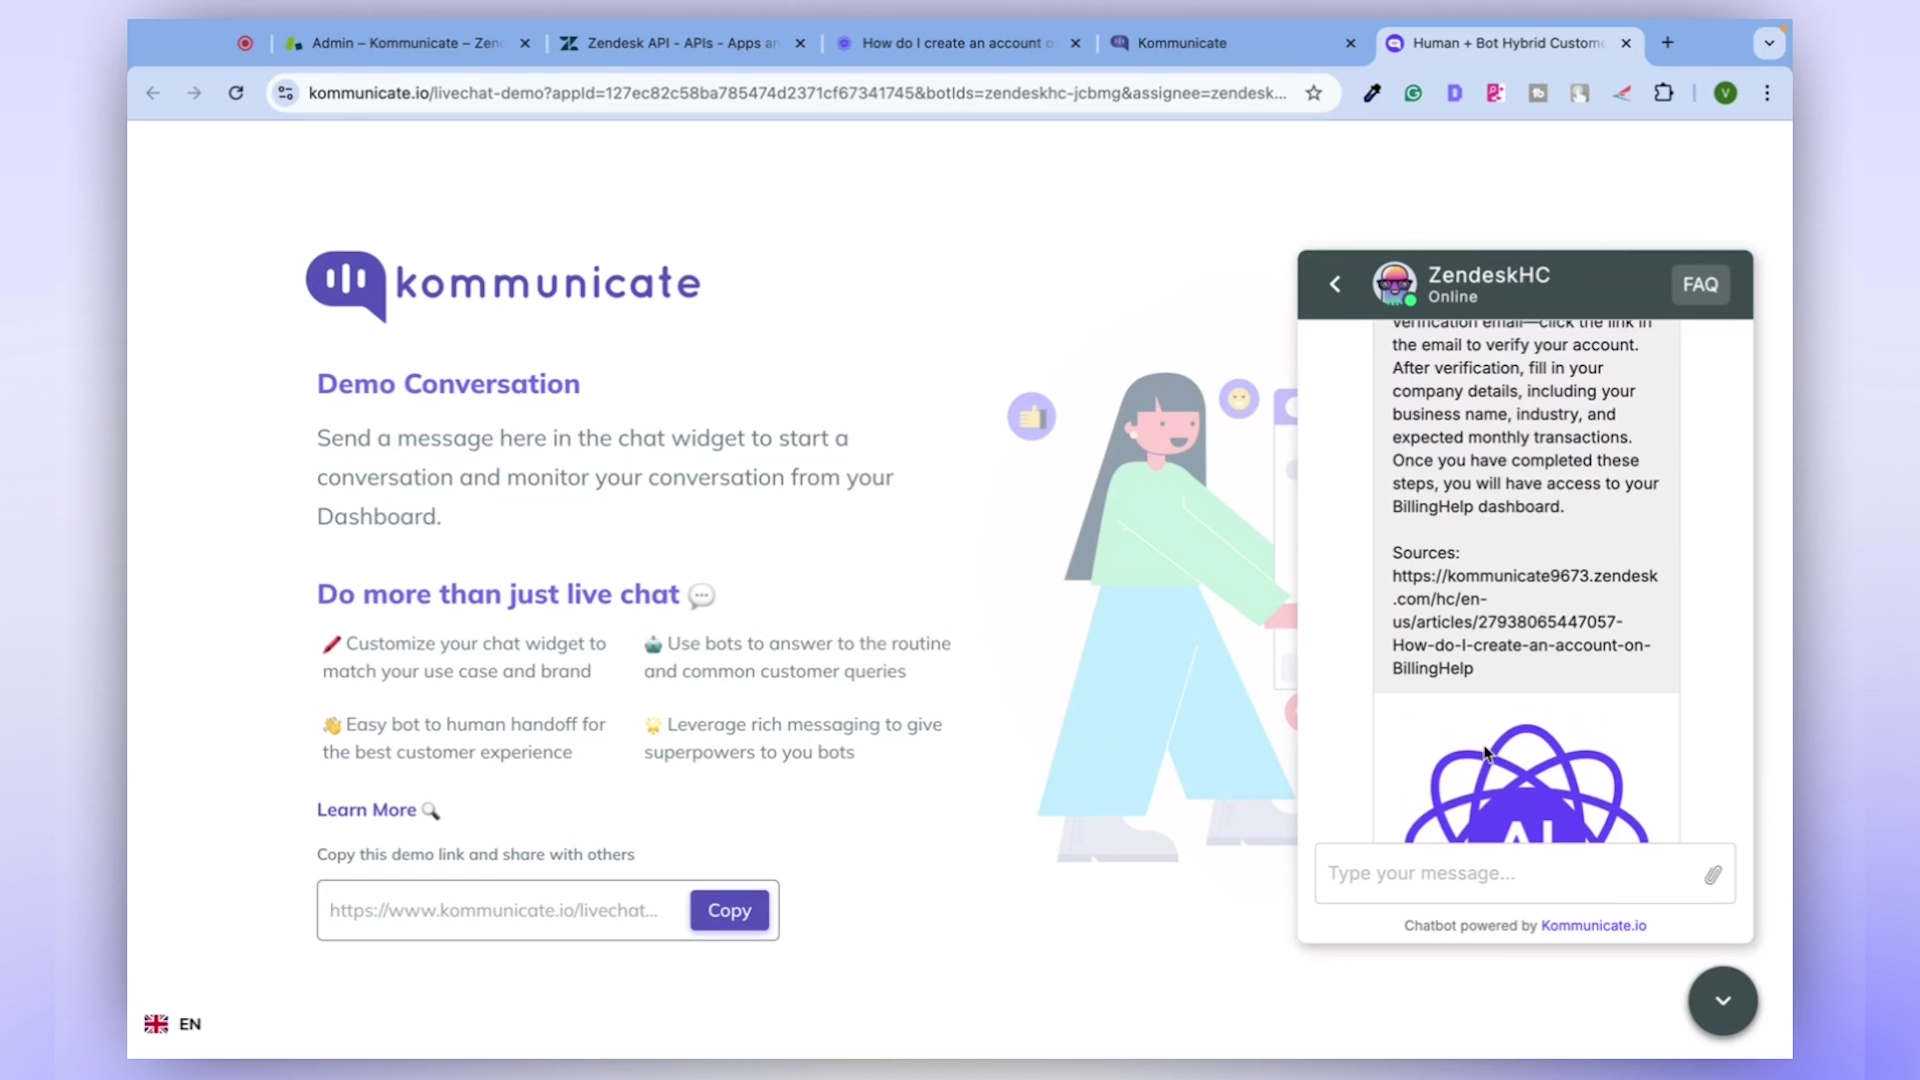 Admin – Kommunicate – Zen
Zendesk API - APIs - Apps an
How do I create an account o
Kommunicate
Human + Bot Hybrid Custome
kommunicate.io/livechat-demo?appId=127ec82c58ba785474d2371cf67341745&botIds=zendeskhc-jcbmg&assignee=zendesk...
V
kommunicate
Demo Conversation
Send a message here in the chat widget to start a
conversation and monitor your conversation from your
Dashboard.
Do more than just live chat
Customize your chat widget to
match your use case and brand
Use bots to answer to the routine
and common customer queries
Easy bot to human handoff for
the best customer experience
Leverage rich messaging to give
superpowers to you bots
Learn More
Copy this demo link and share with others
https://www.kommunicate.io/livechat...
Copy
EN
ZendeskHC
Online
FAQ
verification email—click the link in
the email to verify your account.
After verification, fill in your
company details, including your
business name, industry, and
expected monthly transactions.
Once you have completed these
steps, you will have access to your
BillingHelp dashboard.
Sources:
https://kommunicate9673.zendesk
.com/hc/en-
us/articles/27938065447057-
How-do-I-create-an-account-on-
BillingHelp
AI
Type your message...
Chatbot powered by Kommunicate.io